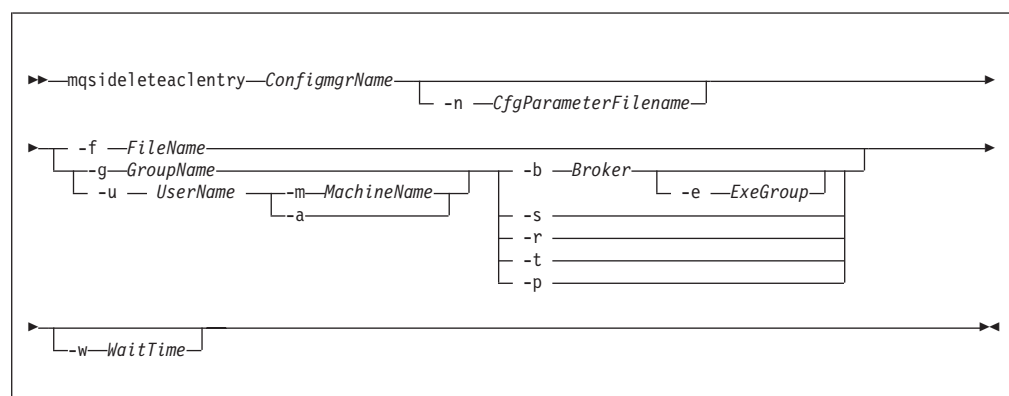 mqsideleteaclentry ConfigmgrName
-n CfgParameterFilename
-f FileName
-g GroupName -b Broker
-u UserName -m MachineName -e ExeGroup
-a -s
-r
-t
-p
-w WaitTime